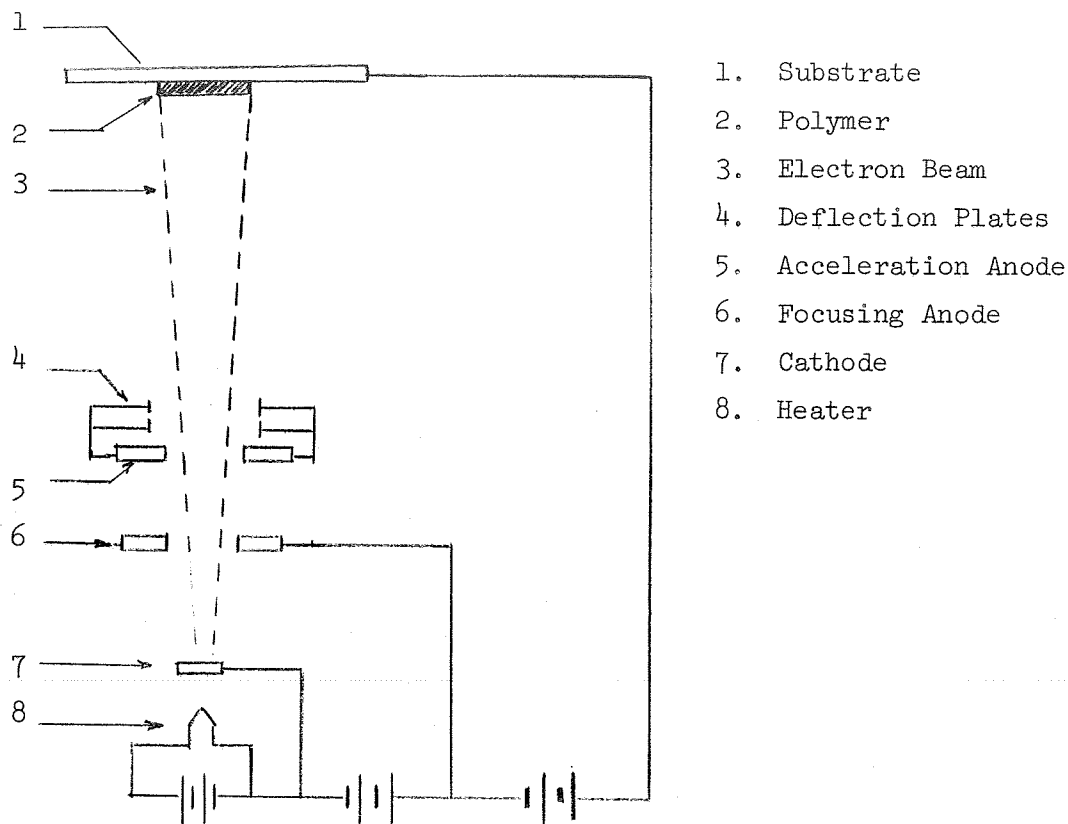 1
2
3
4
5
6
7
8
1. Substrate
2. Polymer
3. Electron Beam
4. Deflection Plates
5. Acceleration Anode
6. Focusing Anode
7. Cathode
8. Heater